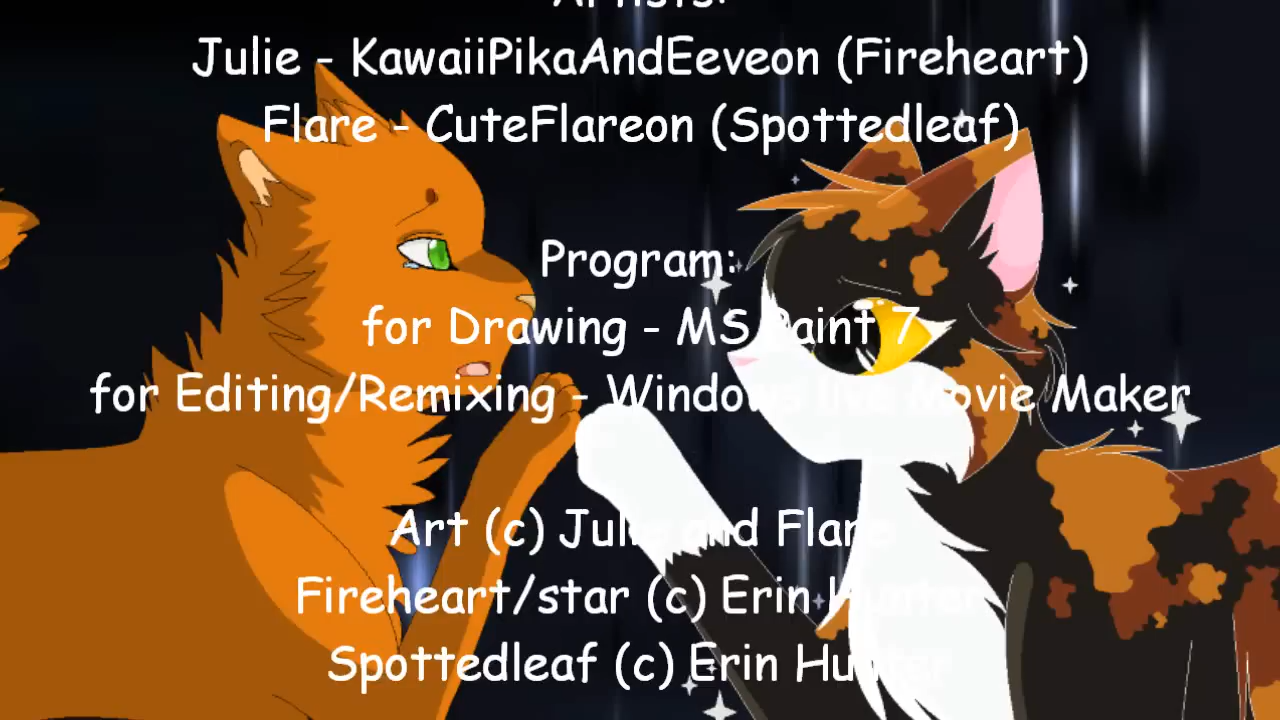 Artists:
Julie - KawaiiPikaAndEeveon (Fireheart)
Flare - CuteFlareon (Spottedleaf)
Program:
for Drawing - MS Paint 7
for Editing/Remixing - Windows live Movie Maker
Art (c) Julie and Flare
Fireheart/star (c) Erin Hunter
Spottedleaf (c) Erin Hunter